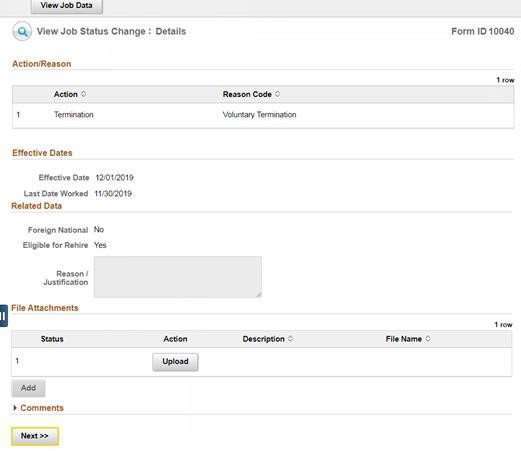 View Job Data
View Job Status Change : Details Form ID 10040
Action/Reason
1 row
Action Reason Code
1 Termination Voluntary Termination
Effective Dates
Effective Date 12/01/2019
Last Date Worked 11/30/2019
Related Data
Foreign National No
Eligible for Rehire Yes
Reason /
Justification
File Attachments
1 row
Status Action Description File Name
1 Upload
Add
Comments
Next >>